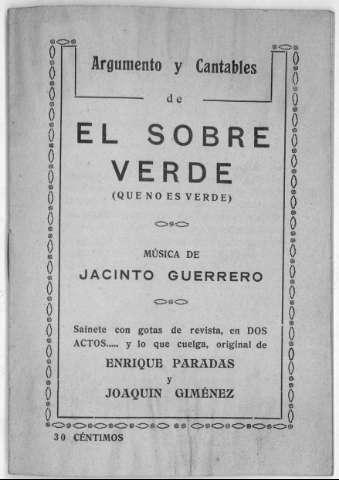 Argumento y Cantables
de
EL SOBRE
VERDE
(QUE NO ES VERDE)
MÚSICA DE
JACINTO GUERRERO
Sainete con gotas de revista, en DOS
ACTOS..... y lo que cuelga, original de
ENRIQUE PARADAS
y
JOAQUIN GIMÉNEZ
30 CÉNTIMOS